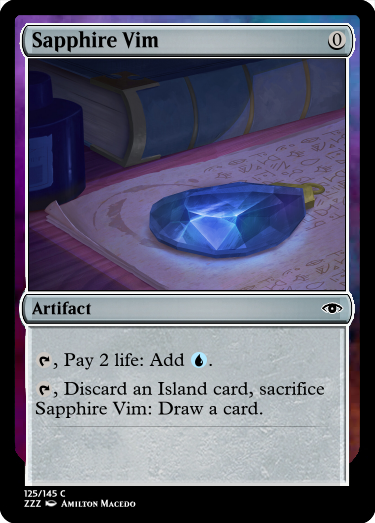 Sapphire Vim 0
Artifact
, Pay 2 life: Add .
, Discard an Island card, sacrifice
Sapphire Vim: Draw a card.
125/145 C
ZZZ Amilton Macedo